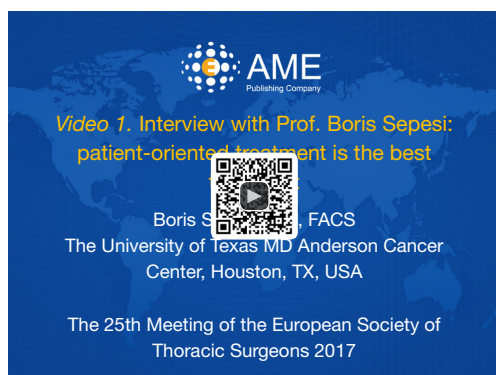 AME
Publishing Company
Video 1. Interview with Prof. Boris Sepesi:
patient-oriented treatment is the best
Boris , FACS
The University of Texas MD Anderson Cancer
Center, Houston, TX, USA
The 25th Meeting of the European Society of
Thoracic Surgeons 2017